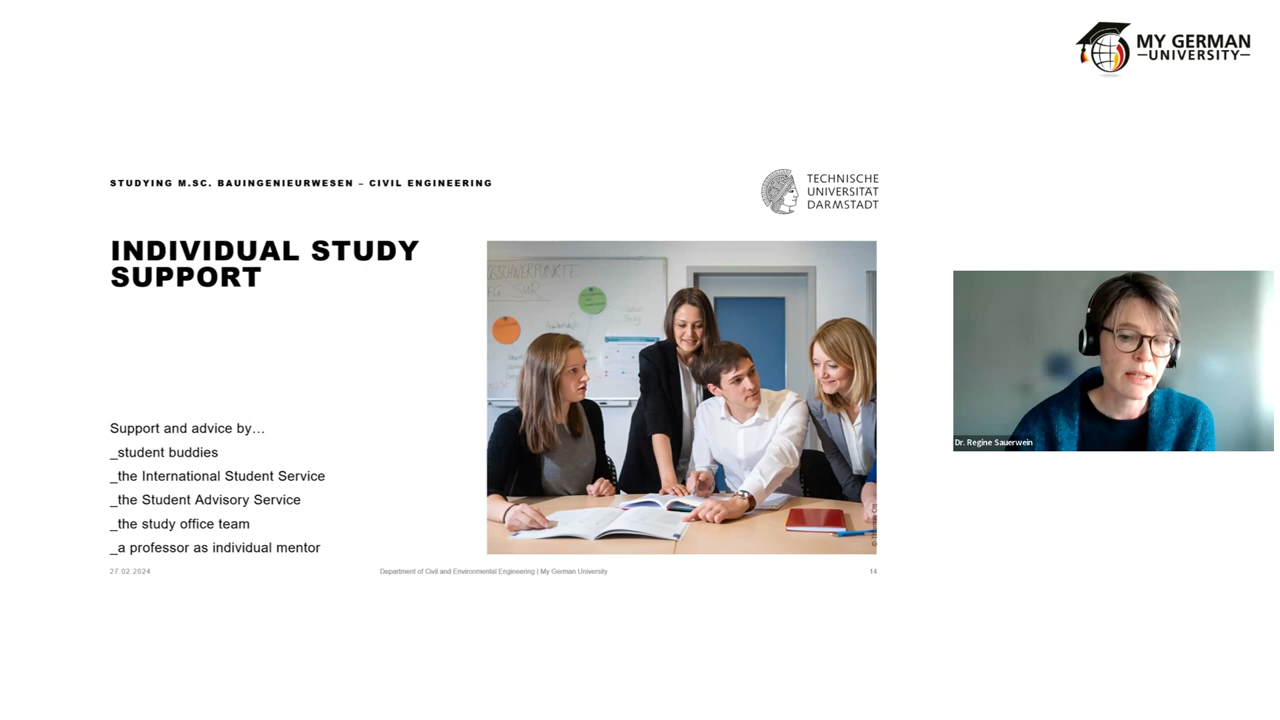 MY GERMAN
UNIVERSITY
STUDYING M.SC. BAUINGENIEURWESEN – CIVIL ENGINEERING
TECHNISCHE
UNIVERSITÄT
DARMSTADT
INDIVIDUAL STUDY
SUPPORT
Support and advice by…
_student buddies
_the International Student Service
_the Student Advisory Service
_the study office team
_a professor as individual mentor
27.02.2024
Department of Civil and Environmental Engineering | My German University
14
Dr. Regine Sauerwein